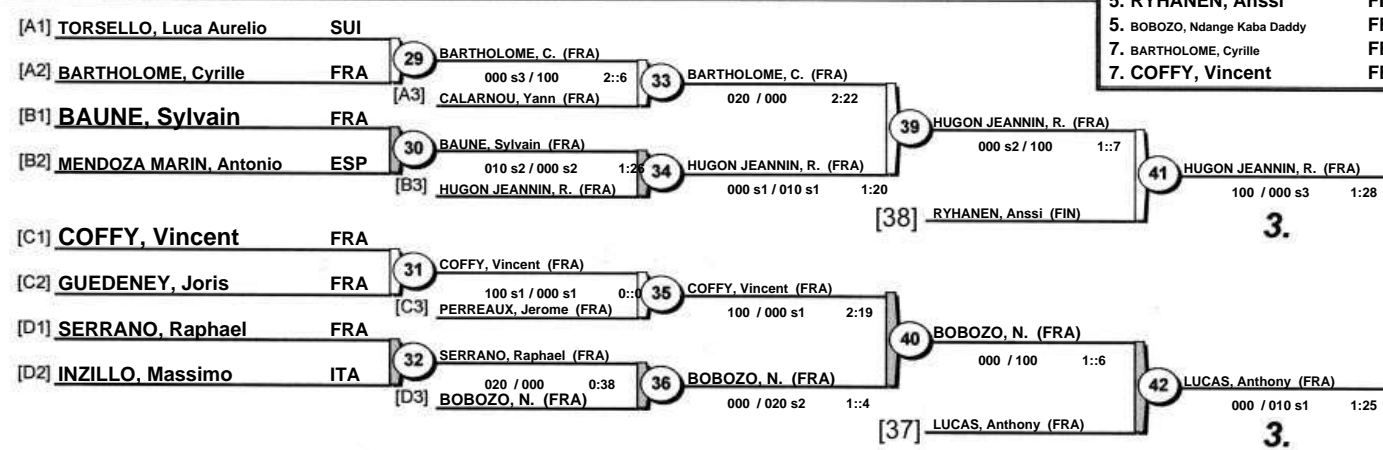 5. RYHANEN, Anssi
5. BOBOZO, Ndange Kaba Daddy
7. BARTHOLOME, Cyrille
7. COFFY, Vincent
[A1] TORSELLO, Luca Aurelio SUI
[A2] BARTHOLOME, Cyrille FRA
29
BARTHOLOME, C. (FRA)
000 s3 / 100 2::6
[A3] CALARNOU, Yann (FRA)
33
BARTHOLOME, C. (FRA)
020 / 000 2:22
[B1] BAUNE, Sylvain FRA
[B2] MENDOZA MARIN, Antonio ESP
30
BAUNE, Sylvain (FRA)
010 s2 / 000 s2 1:26
[B3] HUGON JEANNIN, R. (FRA)
34
HUGON JEANNIN, R. (FRA)
000 s1 / 010 s1 1:20
39
HUGON JEANNIN, R. (FRA)
000 s2 / 100 1::7
[38] RYHANEN, Anssi (FIN)
41
HUGON JEANNIN, R. (FRA)
100 / 000 s3 1:28
3.
[C1] COFFY, Vincent FRA
[C2] GUEDENEY, Joris FRA
31
COFFY, Vincent (FRA)
100 s1 / 000 s1 0::0
[C3] PERREAUX, Jerome (FRA)
35
COFFY, Vincent (FRA)
100 / 000 s1 2:19
[D1] SERRANO, Raphael FRA
[D2] INZILLO, Massimo ITA
32
SERRANO, Raphael (FRA)
020 / 000 0:38
[D3] BOBOZO, N. (FRA)
36
BOBOZO, N. (FRA)
000 / 020 s2 1::4
40
BOBOZO, N. (FRA)
000 / 100 1::6
[37] LUCAS, Anthony (FRA)
42
LUCAS, Anthony (FRA)
000 / 010 s1 1:25
3.